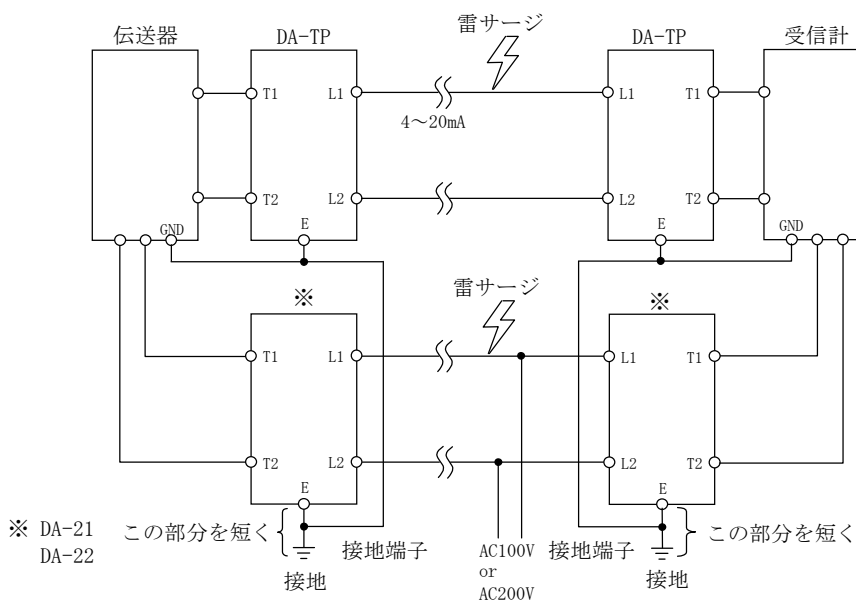 雷サージ
伝送器
DA-TP
DA-TP
受信計
T1
L1
L1
T1
4〜20mA
T2
L2
L2
T2
GND
E
E
GND
雷サージ
※
※
T1
L1
L1
T1
T2
L2
L2
T2
E
E
※ DA-21
DA-22
この部分を短く
接地端子
接地
AC100V
or
AC200V
接地端子
この部分を短く
接地